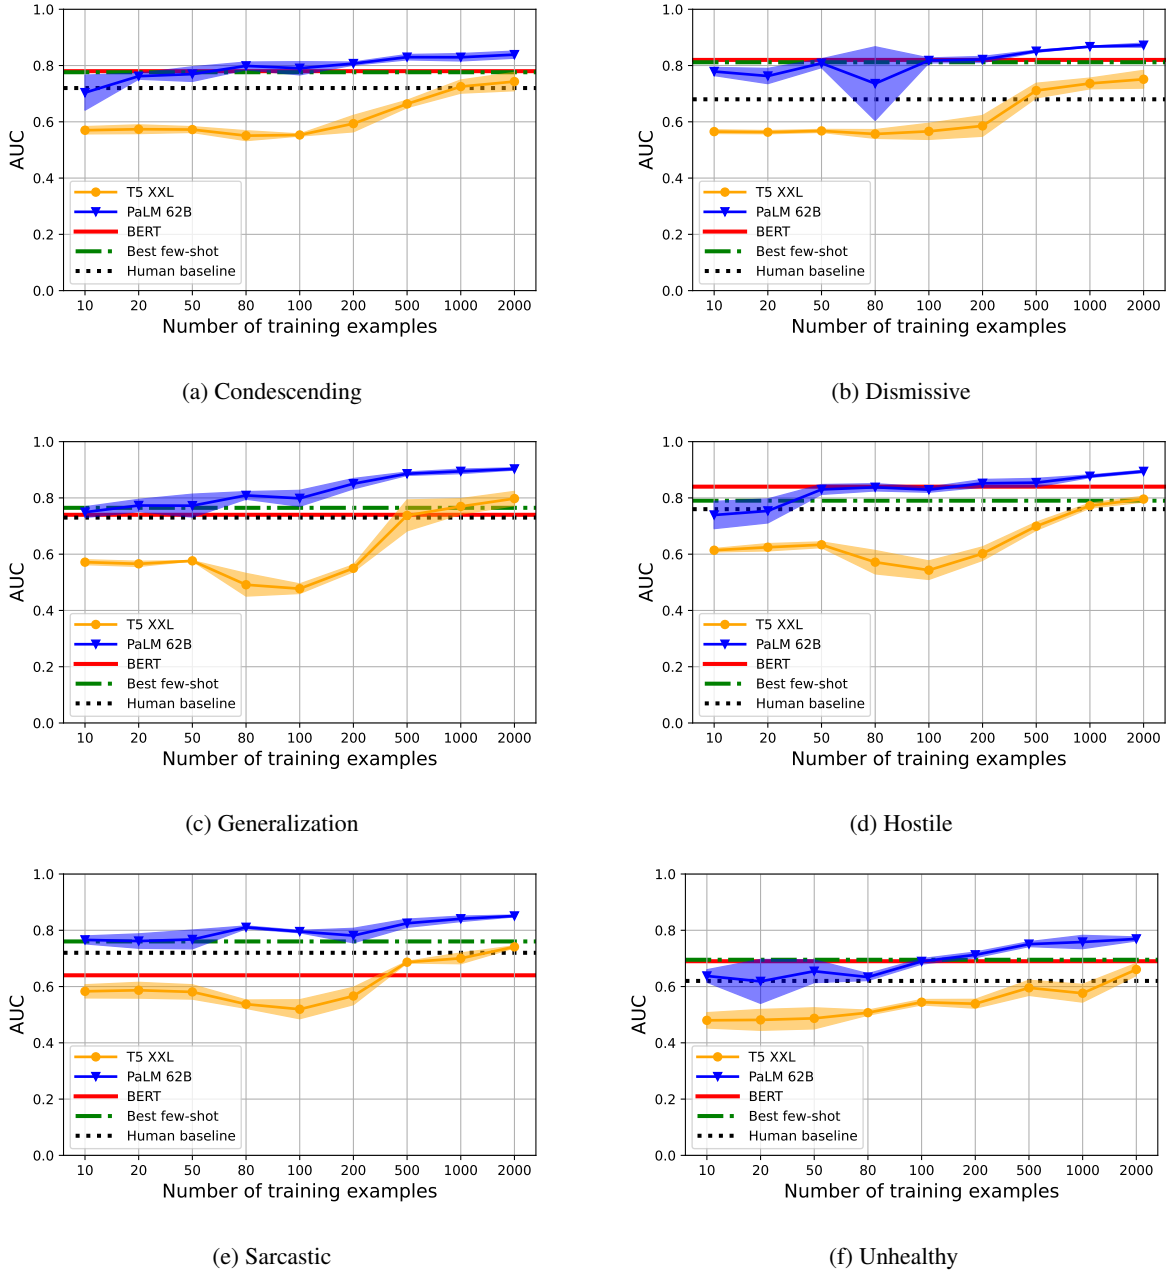 1.0
0.8
0.6
0.4
0.2
0.0
AUC
T5 XXL
PaLM 62B
BERT
Best few-shot
Human baseline
10 20 50 80 100 200 500 1000 2000
Number of training examples
(a) Condescending
1.0
0.8
0.6
0.4
0.2
0.0
AUC
T5 XXL
PaLM 62B
BERT
Best few-shot
Human baseline
10 20 50 80 100 200 500 1000 2000
Number of training examples
(b) Dismissive
1.0
0.8
0.6
0.4
0.2
0.0
AUC
T5 XXL
PaLM 62B
BERT
Best few-shot
Human baseline
10 20 50 80 100 200 500 1000 2000
Number of training examples
(c) Generalization
1.0
0.8
0.6
0.4
0.2
0.0
AUC
T5 XXL
PaLM 62B
BERT
Best few-shot
Human baseline
10 20 50 80 100 200 500 1000 2000
Number of training examples
(d) Hostile
1.0
0.8
0.6
0.4
0.2
0.0
AUC
T5 XXL
PaLM 62B
BERT
Best few-shot
Human baseline
10 20 50 80 100 200 500 1000 2000
Number of training examples
(e) Sarcastic
1.0
0.8
0.6
0.4
0.2
0.0
AUC
T5 XXL
PaLM 62B
BERT
Best few-shot
Human baseline
10 20 50 80 100 200 500 1000 2000
Number of training examples
(f) Unhealthy